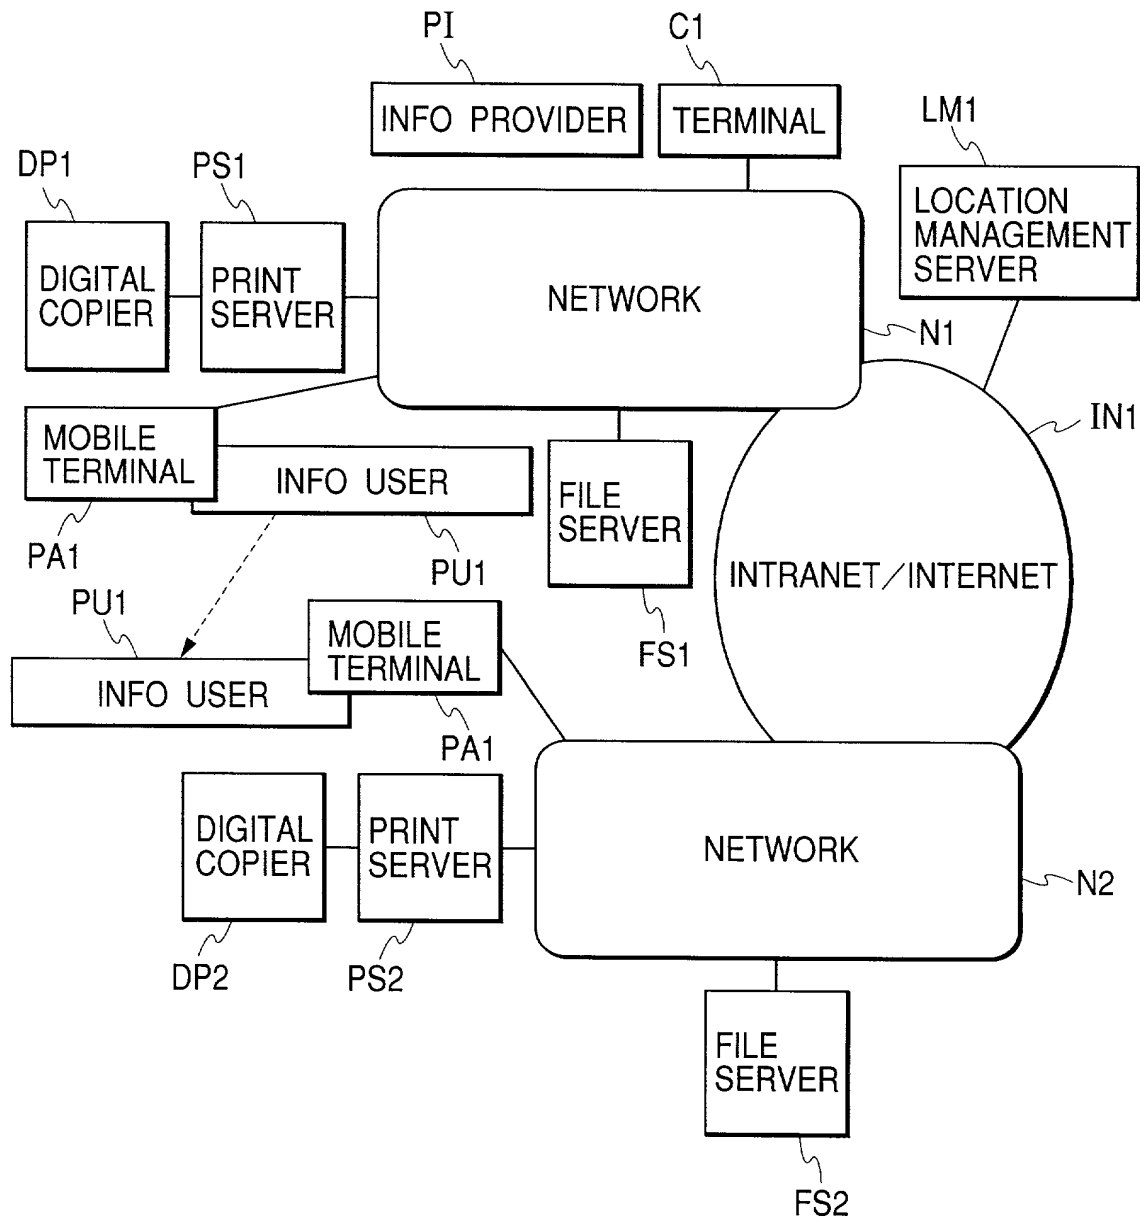 PI
C1
INFO PROVIDER
TERMINAL
LM1
DP1
PS1
LOCATION
MANAGEMENT
SERVER
DIGITAL
COPIER
PRINT
SERVER
NETWORK
N1
IN1
MOBILE
TERMINAL
INFO USER
FILE
SERVER
PA1
PU1
INTRANET/INTERNET
PU1
MOBILE
TERMINAL
FS1
INFO USER
PA1
DIGITAL
COPIER
PRINT
SERVER
NETWORK
N2
DP2
PS2
FILE
SERVER
FS2